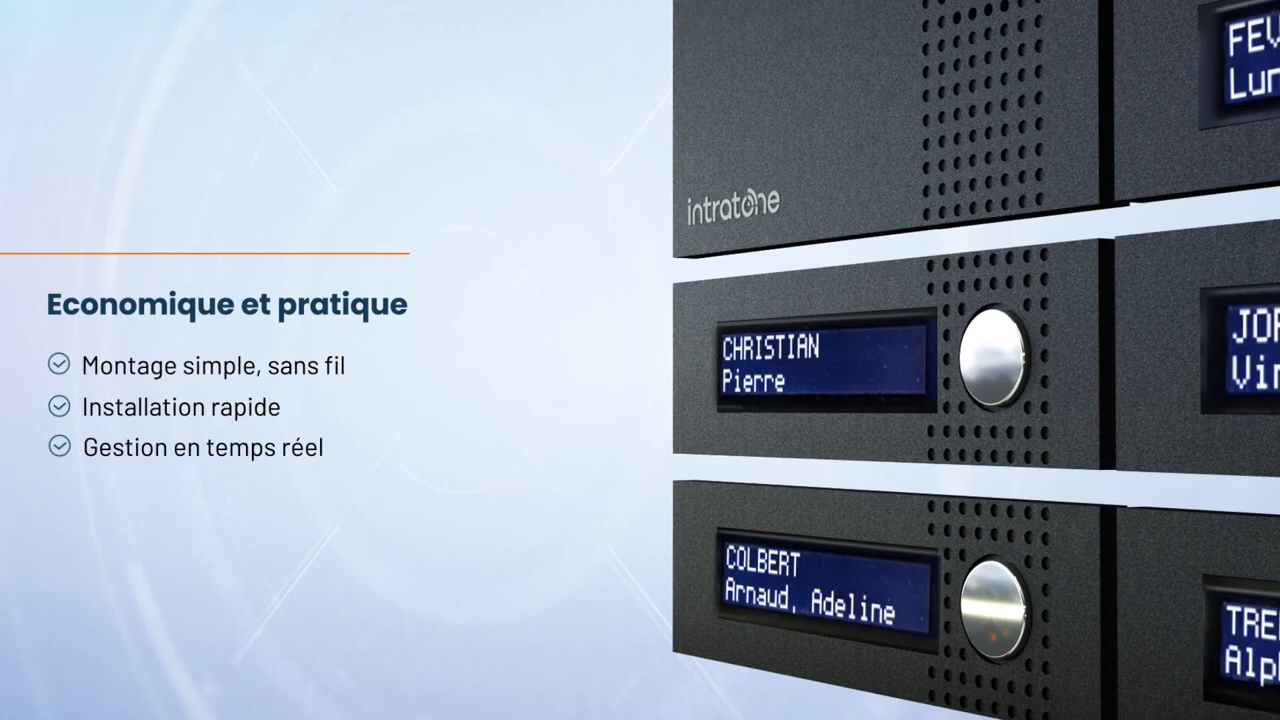 Economique et pratique
Montage simple, sans fil
Installation rapide
Gestion en temps réel
intratone
CHRISTIAN
Pierre
COLBERT
Arnaud, Adeline